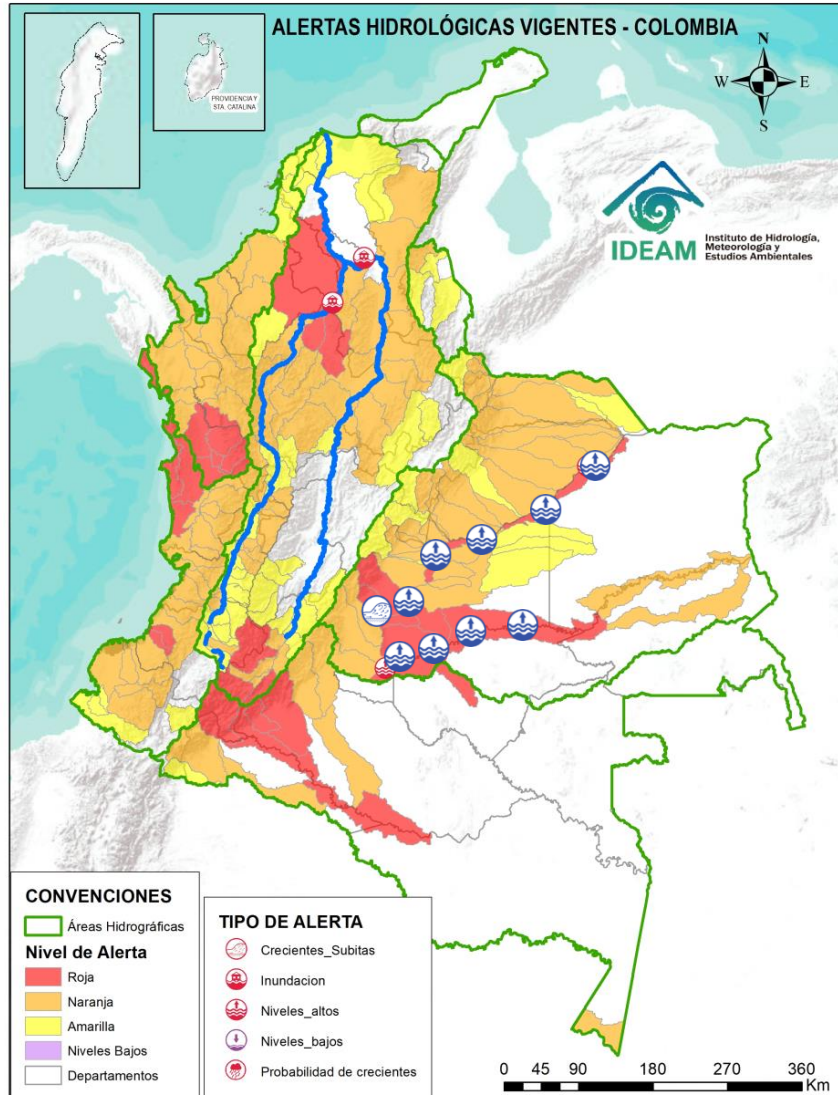 ALERTAS HIDROLÓGICAS VIGENTES - COLOMBIA
PROVIDENCIA Y
STA. CATALINA
N
W
E
S
IDEAM
Instituto de Hidrología,
Meteorología y
Estudios Ambientales
CONVENCIONES
Áreas Hidrográficas
Nivel de Alerta
Roja
Naranja
Amarilla
Niveles Bajos
Departamentos
TIPO DE ALERTA
Crecientes_Subitas
Inundacion
Niveles_altos
Niveles_bajos
Probabilidad de crecientes
0 45 90 180 270 360
Km